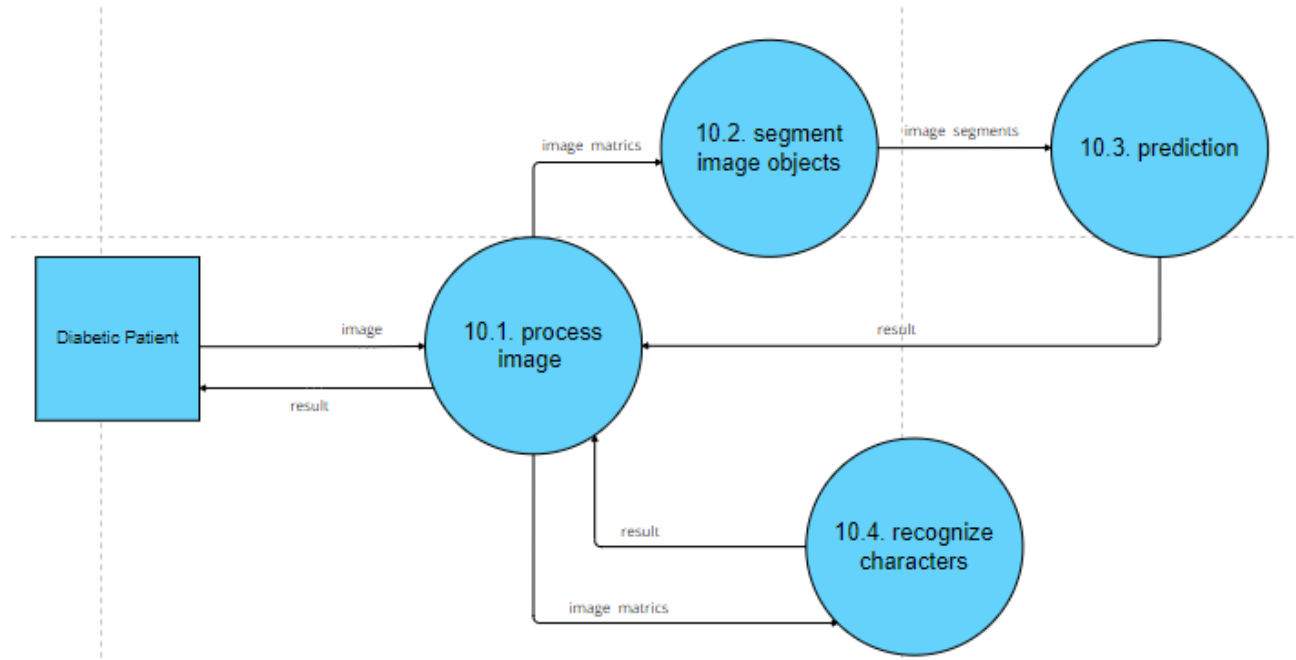 10.2. segment
image objects
image matrics
image segments
10.3. prediction
Diabetic Patient
image
10.1. process
image
result
result
10.4. recognize
characters
result
image matrics